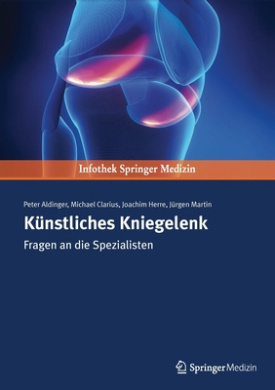 Infothek Springer Medizin
Peter Aldinger, Michael Clarius, Joachim Herre, Jürgen Martin
Künstliches Kniegelenk
Fragen an die Spezialisten
Springer Medizin